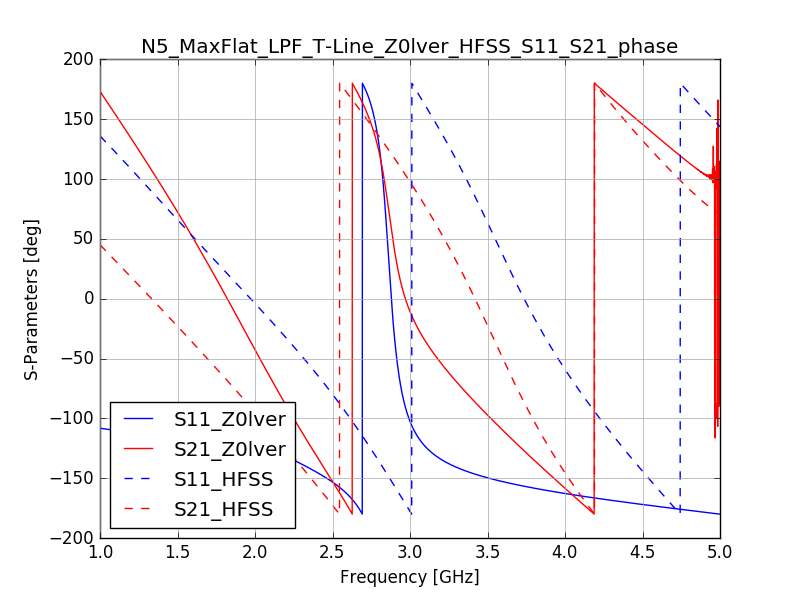 N5_MaxFlat_LPF_T-Line_Z0lver_HFSS_S11_S21_phase
200
150
100
50
0
−50
−100
−150
−200
S-Parameters [deg]
S11_Z0lver
S21_Z0lver
S11_HFSS
S21_HFSS
1.0 1.5 2.0 2.5 3.0 3.5 4.0 4.5 5.0
Frequency [GHz]